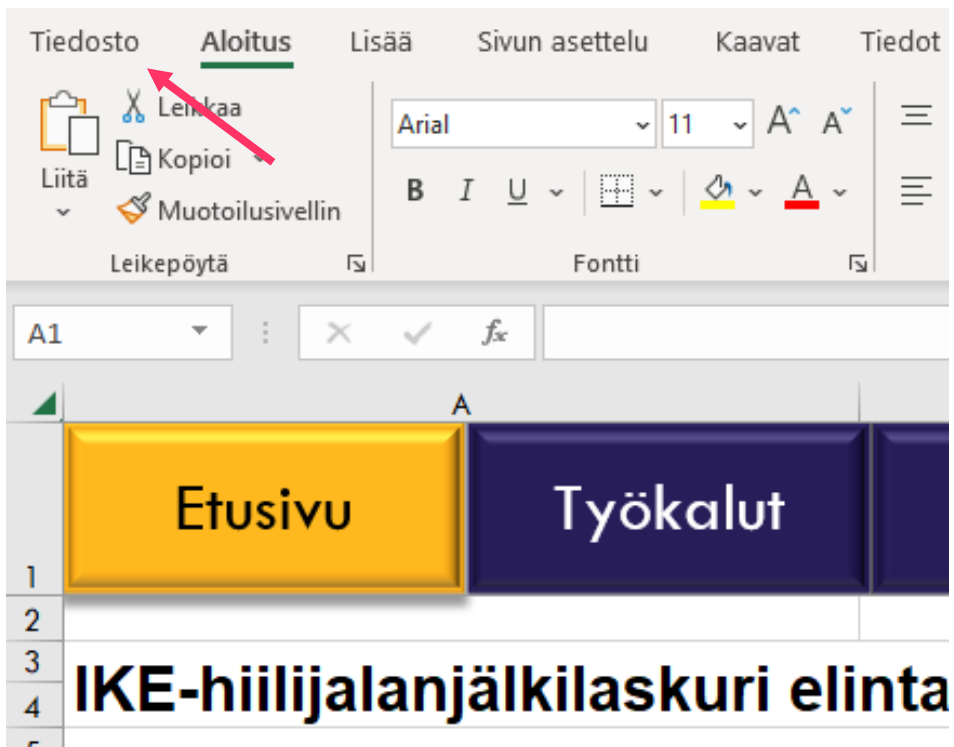 Tiedosto Aloitus Lisää Sivun asettelu Kaavat Tiedot
Leikkaa
Arial 11 A A
Kopioi
Liitä
B I U A
Muotoilusivellin
Leikepöytä Fontti
A1 fx
A
Etusivu Työkalut
1
2
3
IKE-hiilijalanjälkilaskuri elinta
4